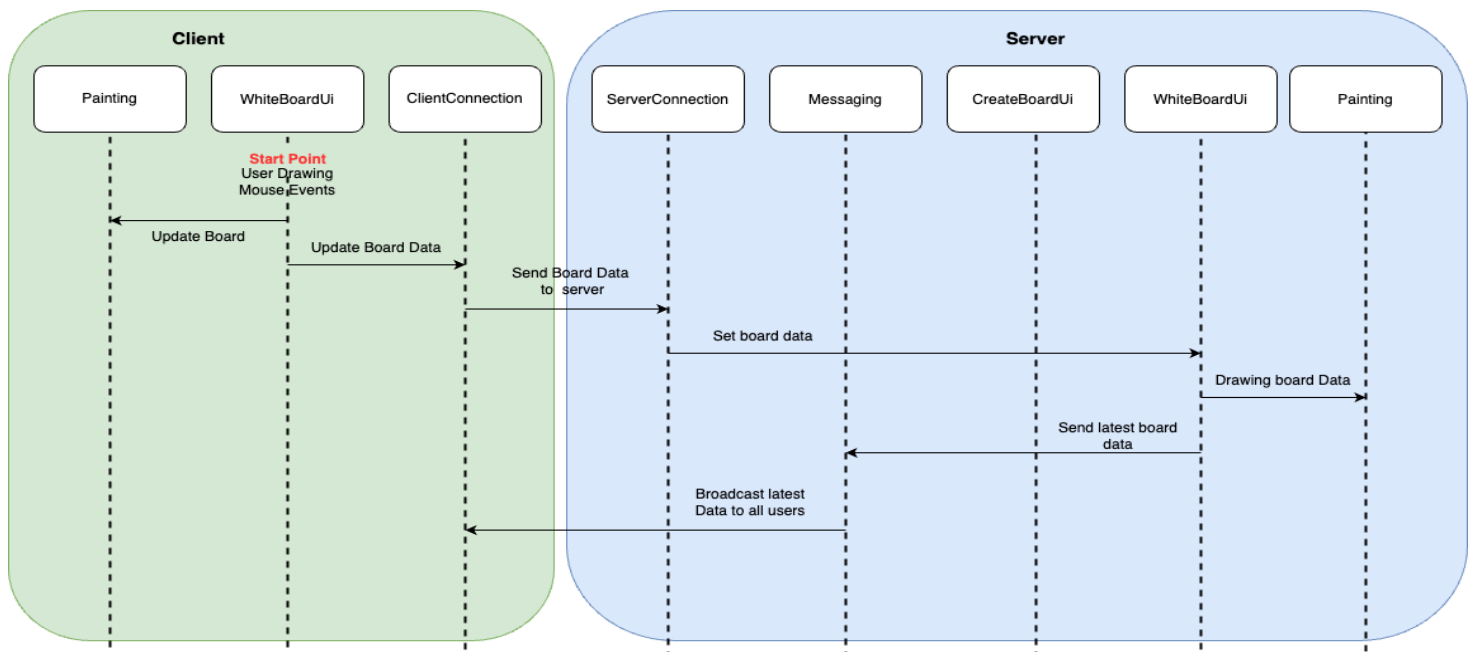 Client
Server
Painting
WhiteBoardUi
ClientConnection
ServerConnection
Messaging
CreateBoardUi
WhiteBoardUi
Painting
Start Point
User Drawing
Mouse Events
Update Board
Update Board Data
Send Board Data
to server
Set board data
Drawing board Data
Send latest board
data
Broadcast latest
Data to all users